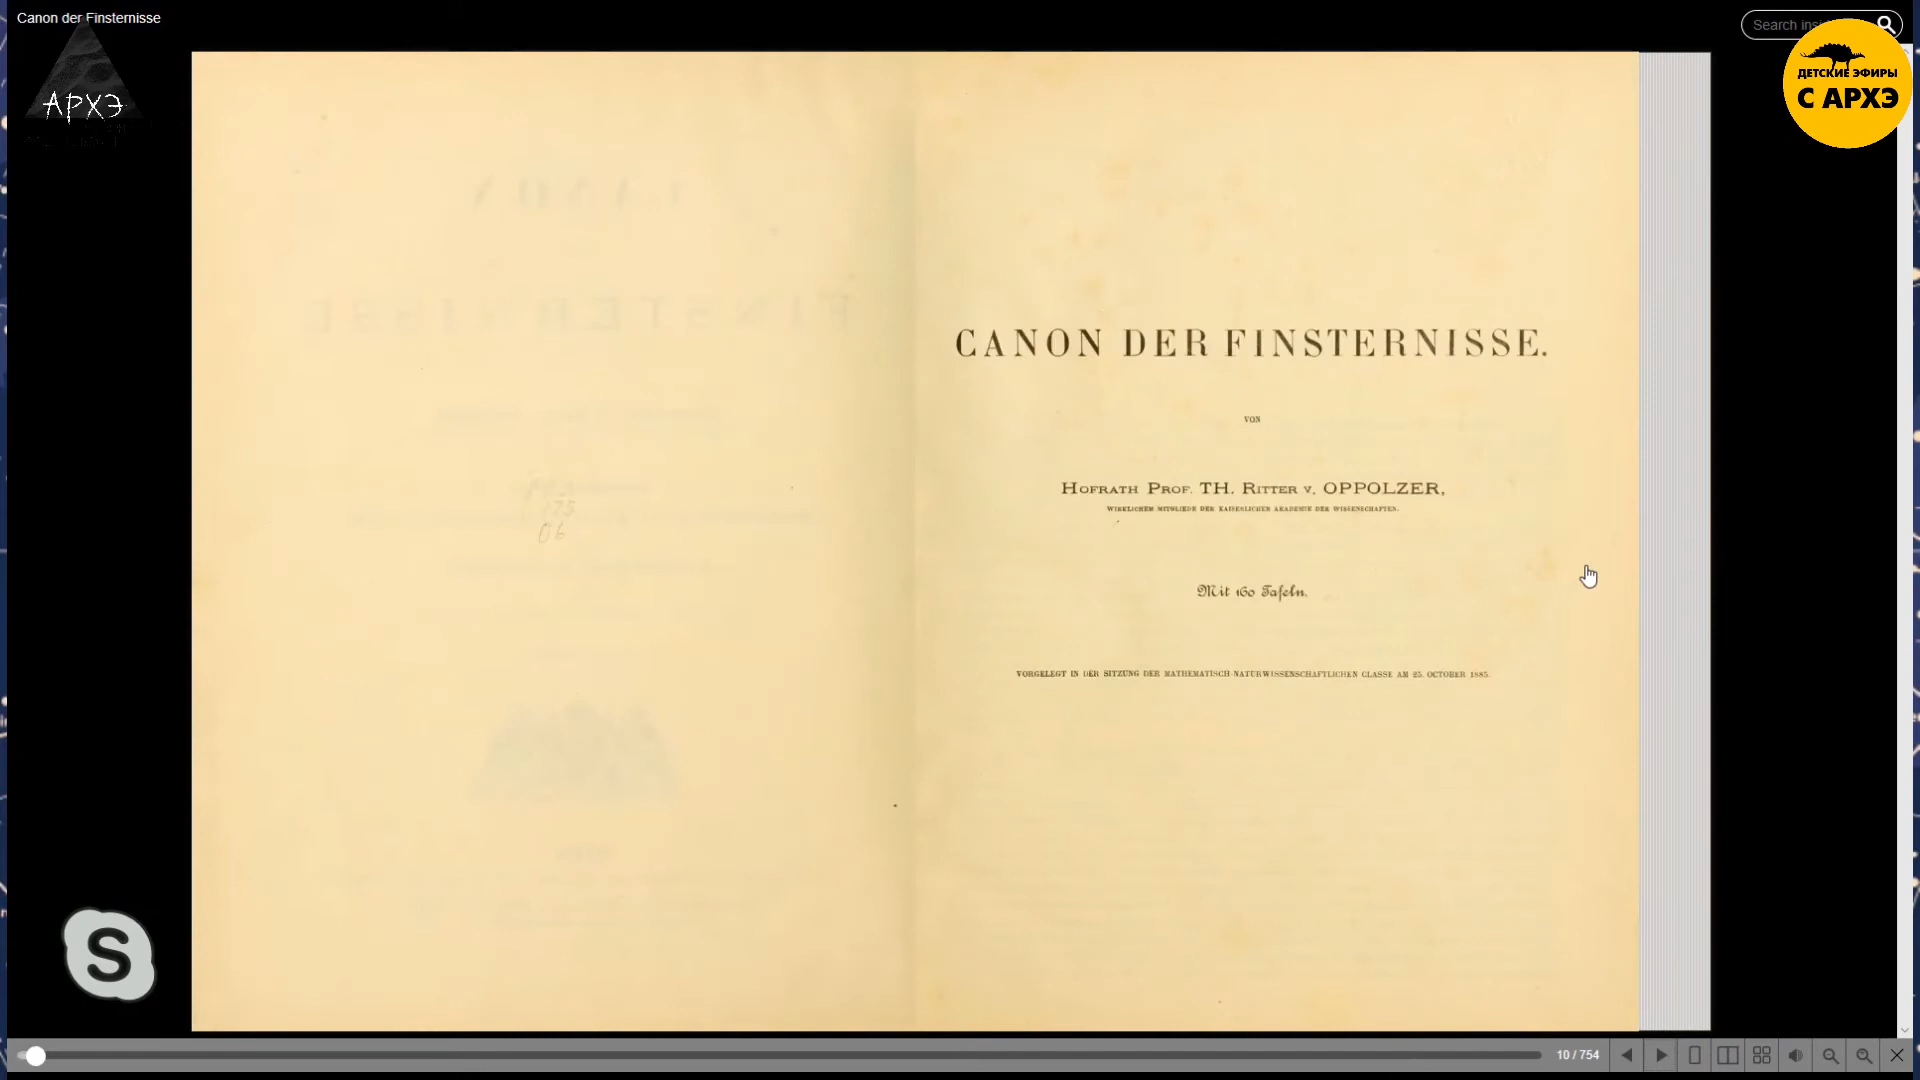 Canon der Finsternisse
Search ins
АРХЭ
ДЕТСКИЕ ЭФИРЫ
С АРХЭ
CANON DER FINSTERNISSE.
VON
HOFRATH PROF. TH. RITTER V. OPPOLZER,
WIRKLICHEM MITGLIEDE DER KAISERLICHEN AKADEMIE DER WISSENSCHAFTEN.
Mit 160 Tafeln.
VORGELEGT IN DER SITZUNG DER MATHEMATISCH-NATURWISSENSCHAFTLICHEN CLASSE AM 25. OCTOBER 1885.
06
S
10 / 754